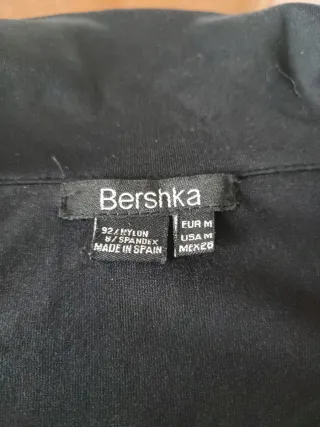 Bershka
92%NYLON
8%SPANDEX
MADE IN SPAIN
EUR M
USA M
MEX 28